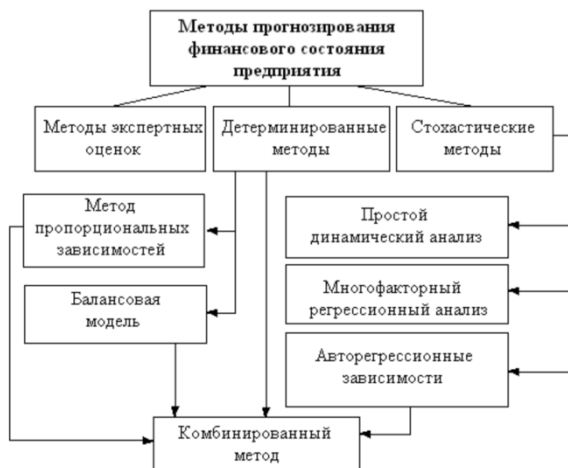 Методы прогнозирования
финансового состояния
предприятия
Методы экспертных
оценок
Детерминированные
методы
Стохастические
методы
Метод
пропорциональных
зависимостей
Простой
динамический анализ
Балансовая
модель
Многофакторный
регрессионный анализ
Авторегрессионные
зависимости
Комбинированный
метод